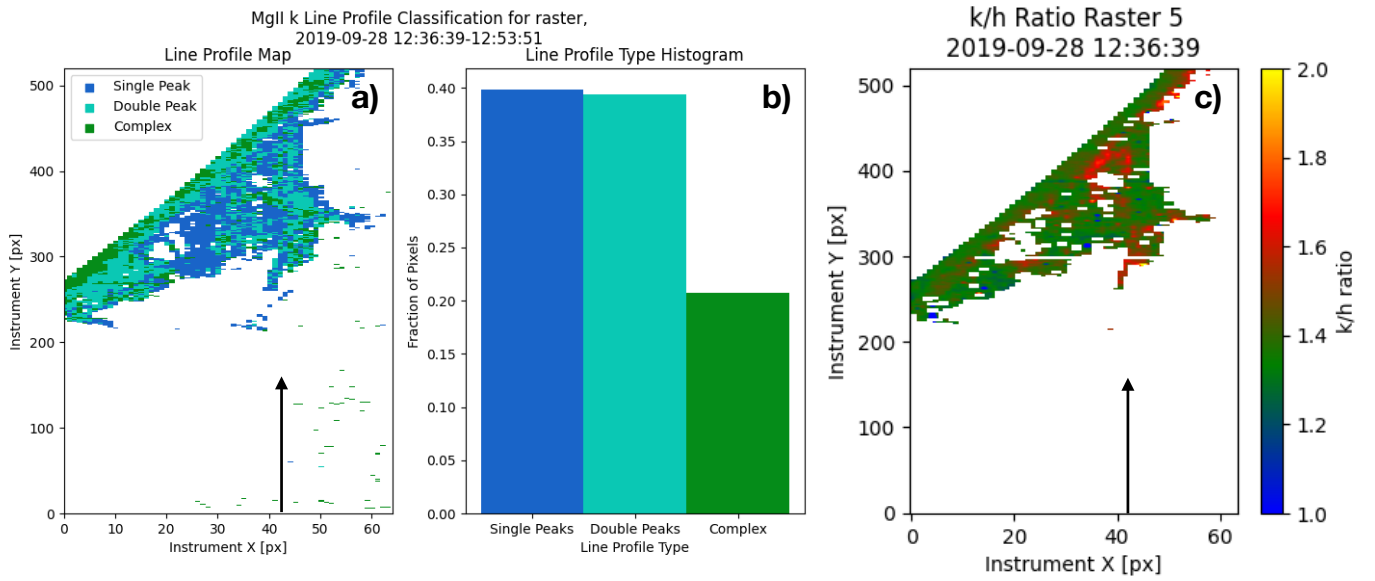 MgII k Line Profile Classification for raster,
2019-09-28 12:36:39-12:53:51
Line Profile Map
Single Peak
Double Peak
Complex
a)
500
400
300
200
100
0
Instrument Y [px]
0 10 20 30 40 50 60
Instrument X [px]
Line Profile Type Histogram
b)
0.40
0.35
0.30
0.25
0.20
0.15
0.10
0.05
0.00
Fraction of Pixels
Single Peaks Double Peaks Complex
Line Profile Type
k/h Ratio Raster 5
2019-09-28 12:36:39
c)
500
400
300
200
100
0
Instrument Y [px]
0 20 40 60
Instrument X [px]
2.0
1.8
1.6
1.4
1.2
1.0
k/h ratio